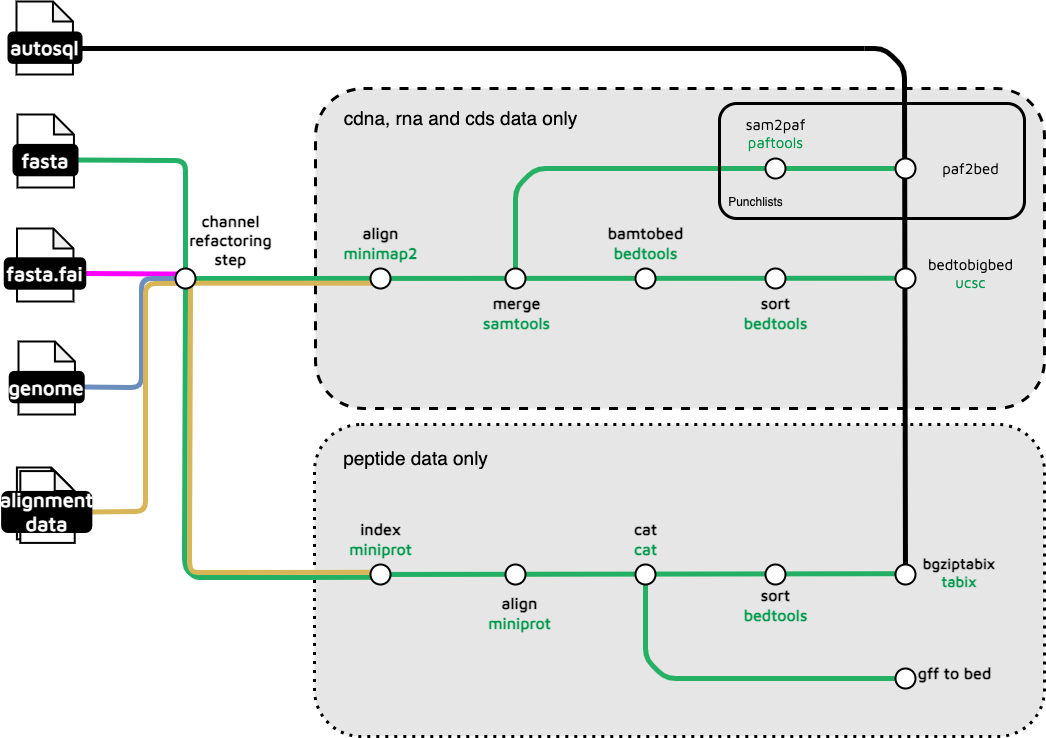 autosql
cdna, rna and cds data only
sam2paf
paftools
paf2bed
Punchlists
fasta
channel
refactoring
step
align
minimap2
bamtobed
bedtools
bedtobigbed
ucsc
fasta.fai
merge
samtools
sort
bedtools
genome
peptide data only
alignment
data
index
miniprot
cat
cat
bgziptabix
tabix
align
miniprot
sort
bedtools
gff to bed